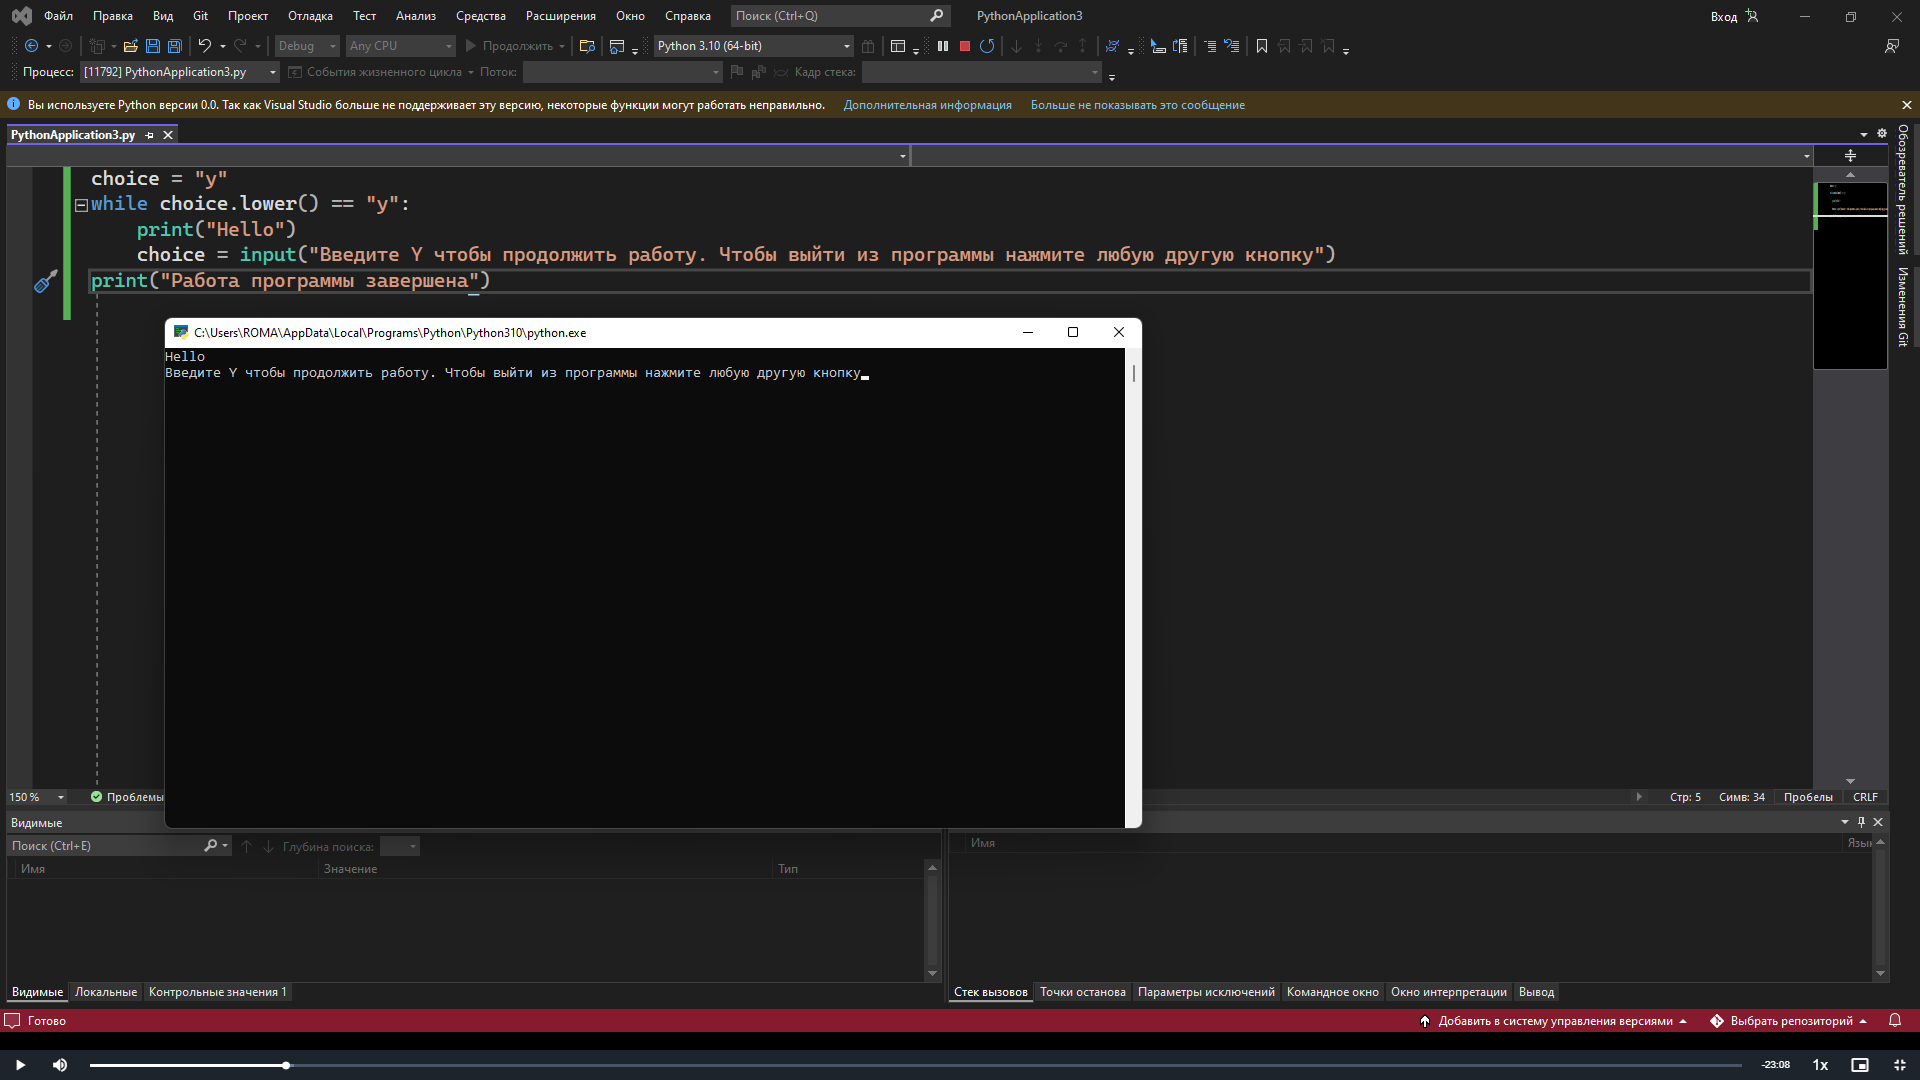 Файл Правка Вид Git Проект Отладка Тест Анализ Средства Расширения Окно Справка Поиск (Ctrl+Q) PythonApplication3 Вход
Debug Any CPU Продолжить Python 3.10 (64-bit)
Процесс: [11792] PythonApplication3.py События жизненного цикла Поток: Кадр стека:
Вы используете Python версии 0.0. Так как Visual Studio больше не поддерживает эту версию, некоторые функции могут работать неправильно. Дополнительная информация Больше не показывать это сообщение
PythonApplication3.py
choice = "y"
while choice.lower() == "y":
print("Hello")
choice = input("Введите Y чтобы продолжить работу. Чтобы выйти из программы нажмите любую другую кнопку")
print("Работа программы завершена")
C:\Users\ROMA\AppData\Local\Programs\Python\Python310\python.exe
Hello
Введите Y чтобы продолжить работу. Чтобы выйти из программы нажмите любую другую кнопку
Обозреватель решений
Изменения Git
150 % Проблемы Стр: 5 Симв: 34 Пробелы CRLF
Видимые
Поиск (Ctrl+E) Глубина поиска:
Имя Значение Тип
Имя Язык
Видимые Локальные Контрольные значения 1
Стек вызовов Точки останова Параметры исключений Командное окно Окно интерпретации Вывод
Готово Добавить в систему управления версиями Выбрать репозиторий
-23:08 1x